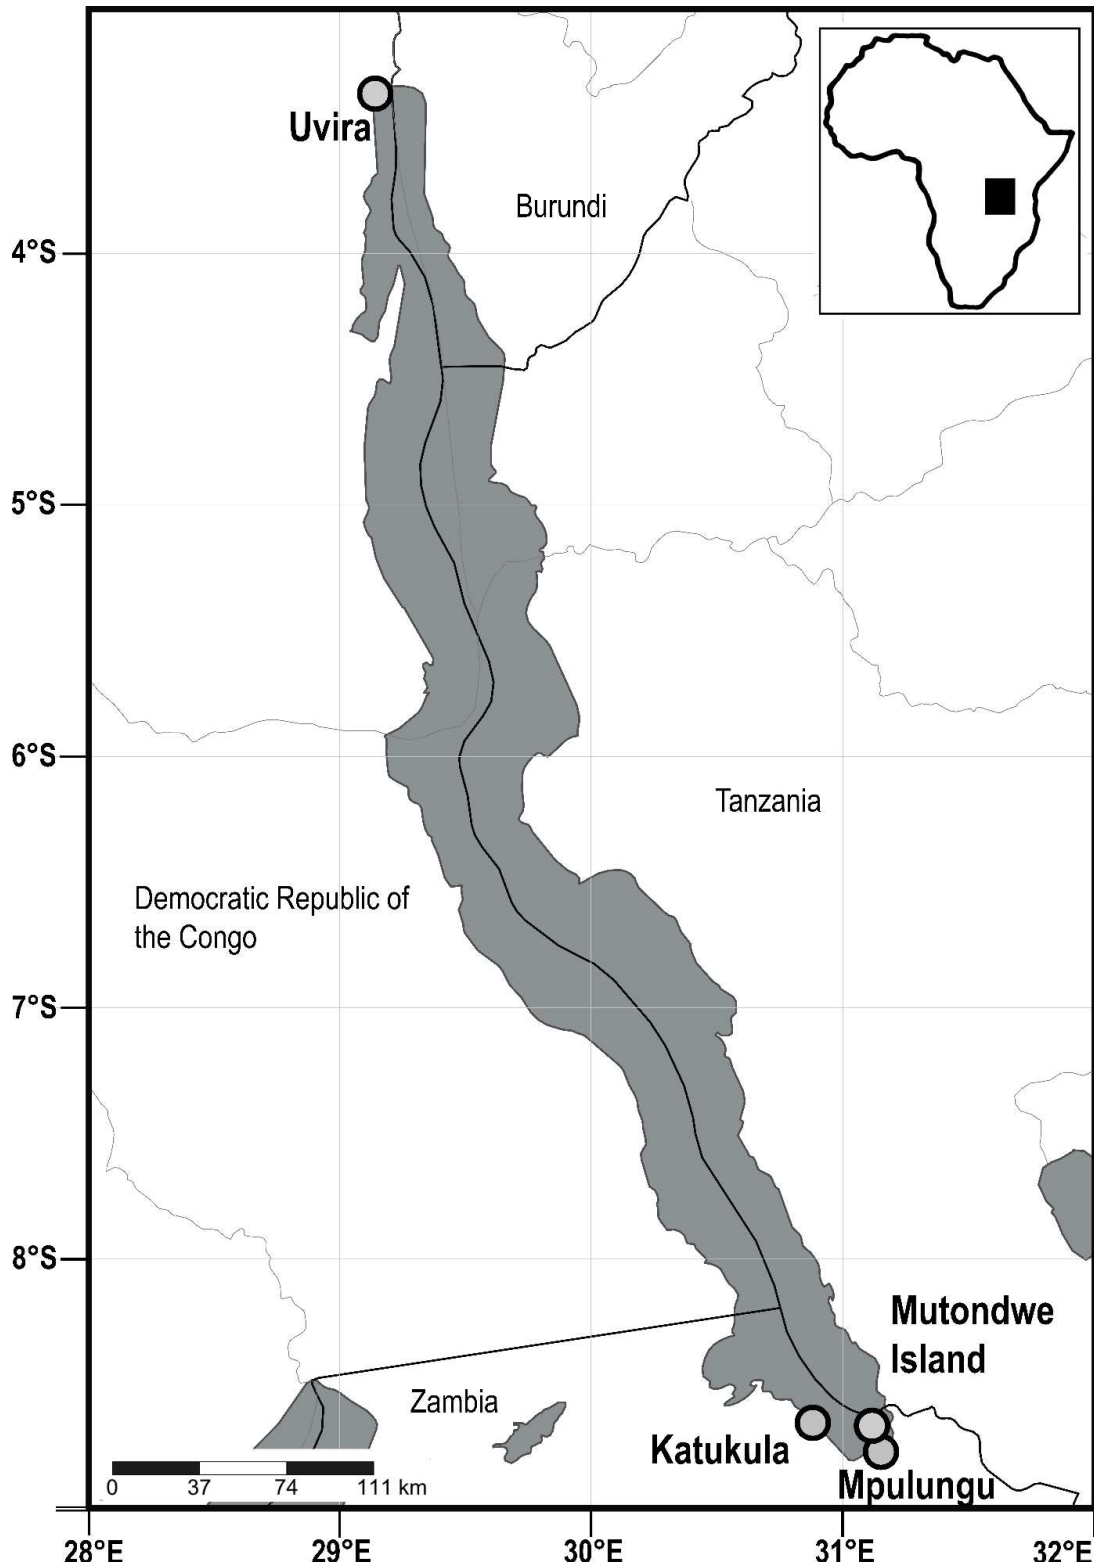 Uvira
Burundi
4°S
5°S
6°S
Tanzania
Democratic Republic of
the Congo
7°S
8°S
Mutondwe
Island
Zambia
Katukula
Mpulungu
0 37 74 111 km
28°E 29°E 30°E 31°E 32°E